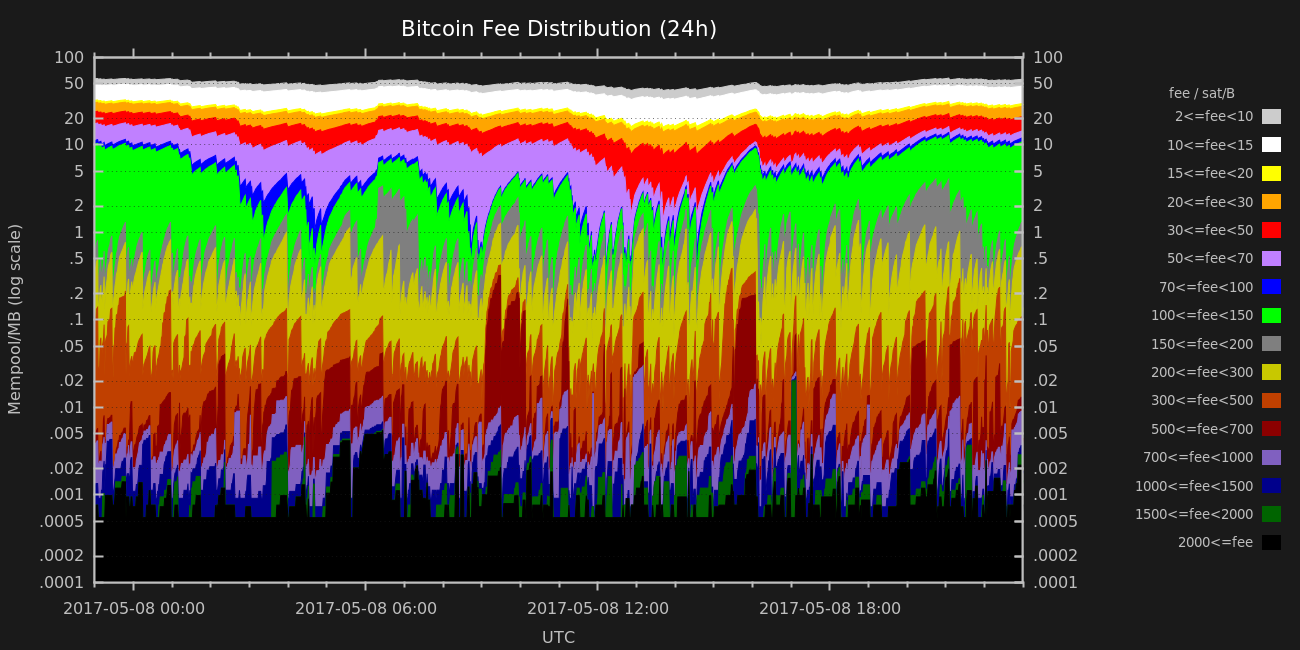 Bitcoin Fee Distribution (24h)
100
50
20
10
5
2
1
.5
.2
.1
.05
.02
.01
.005
.002
.001
.0005
.0002
.0001
Mempool/MB (log scale)
100
50
20
10
5
2
1
.5
.2
.1
.05
.02
.01
.005
.002
.001
.0005
.0002
.0001
2017-05-08 00:00 2017-05-08 06:00 2017-05-08 12:00 2017-05-08 18:00
UTC
fee / sat/B
2<=fee<10
10<=fee<15
15<=fee<20
20<=fee<30
30<=fee<50
50<=fee<70
70<=fee<100
100<=fee<150
150<=fee<200
200<=fee<300
300<=fee<500
500<=fee<700
700<=fee<1000
1000<=fee<1500
1500<=fee<2000
2000<=fee